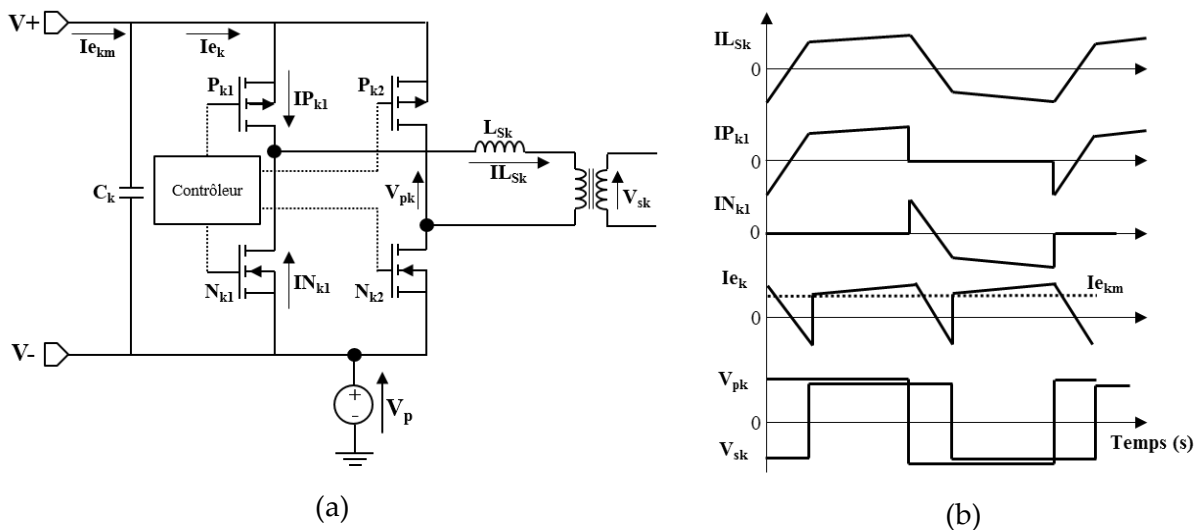 V+
Ie_km
Ie_k
P_k1
IP_k1
P_k2
L_Sk
IL_Sk
C_k
Contrôleur
V_pk
V_sk
N_k1
IN_k1
N_k2
V-
+
-
V_p
(a)
IL_Sk
0
IP_k1
0
IN_k1
0
Ie_k
Ie_km
0
V_pk
0
V_sk
Temps (s)
(b)